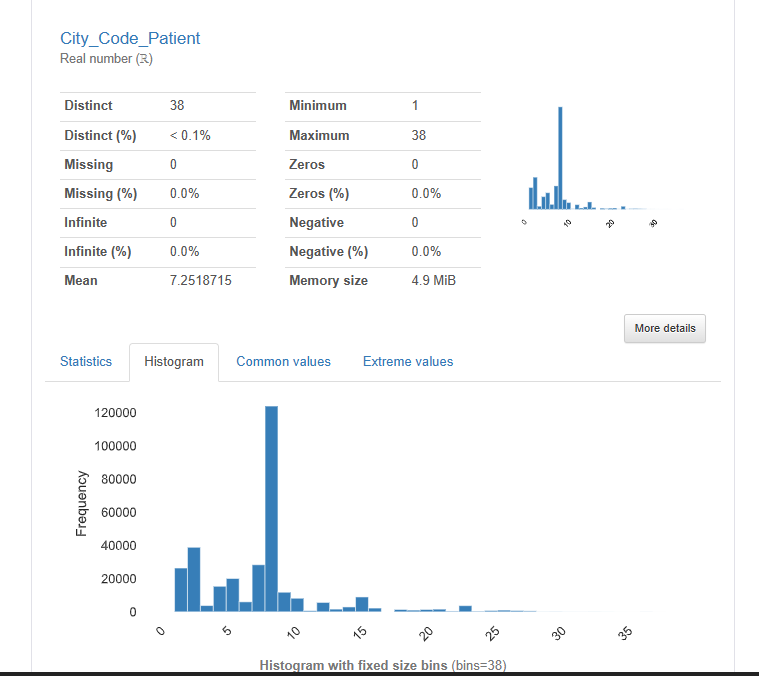 City_Code_Patient
Real number (ℝ)
Distinct 38
Distinct (%) < 0.1%
Missing 0
Missing (%) 0.0%
Infinite 0
Infinite (%) 0.0%
Mean 7.2518715
Minimum 1
Maximum 38
Zeros 0
Zeros (%) 0.0%
Negative 0
Negative (%) 0.0%
Memory size 4.9 MiB
0 10 20 30
More details
Statistics Histogram Common values Extreme values
120000
100000
80000
60000
40000
20000
0
Frequency
0 5 10 15 20 25 30 35
Histogram with fixed size bins (bins=38)